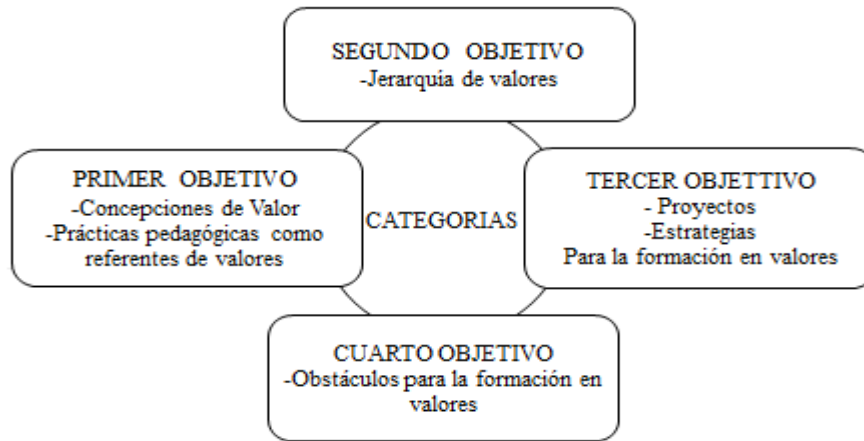 SEGUNDO OBJETIVO
-Jerarquía de valores
PRIMER OBJETIVO
-Concepciones de Valor
-Prácticas pedagógicas como
referentes de valores
CATEGORIAS
TERCER OBJETTIVO
- Proyectos
-Estrategias
Para la formación en valores
CUARTO OBJETIVO
-Obstáculos para la formación en
valores